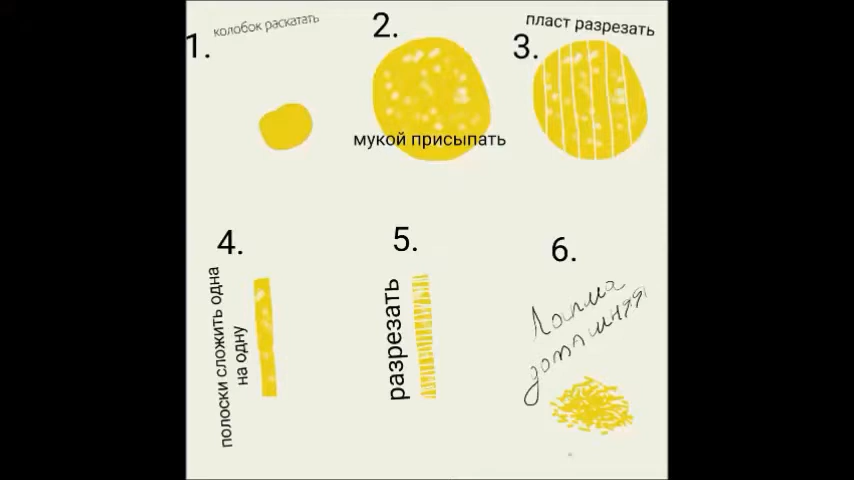 1.
колобок раскатать
2.
мукой присыпать
3.
пласт разрезать
4.
полоски сложить одна
на одну
5.
разрезать
6.
Лапша
домашняя